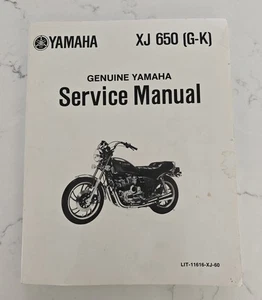 YAMAHA XJ 650 (G-K)
GENUINE YAMAHA
Service Manual
LIT-11616-XJ-60